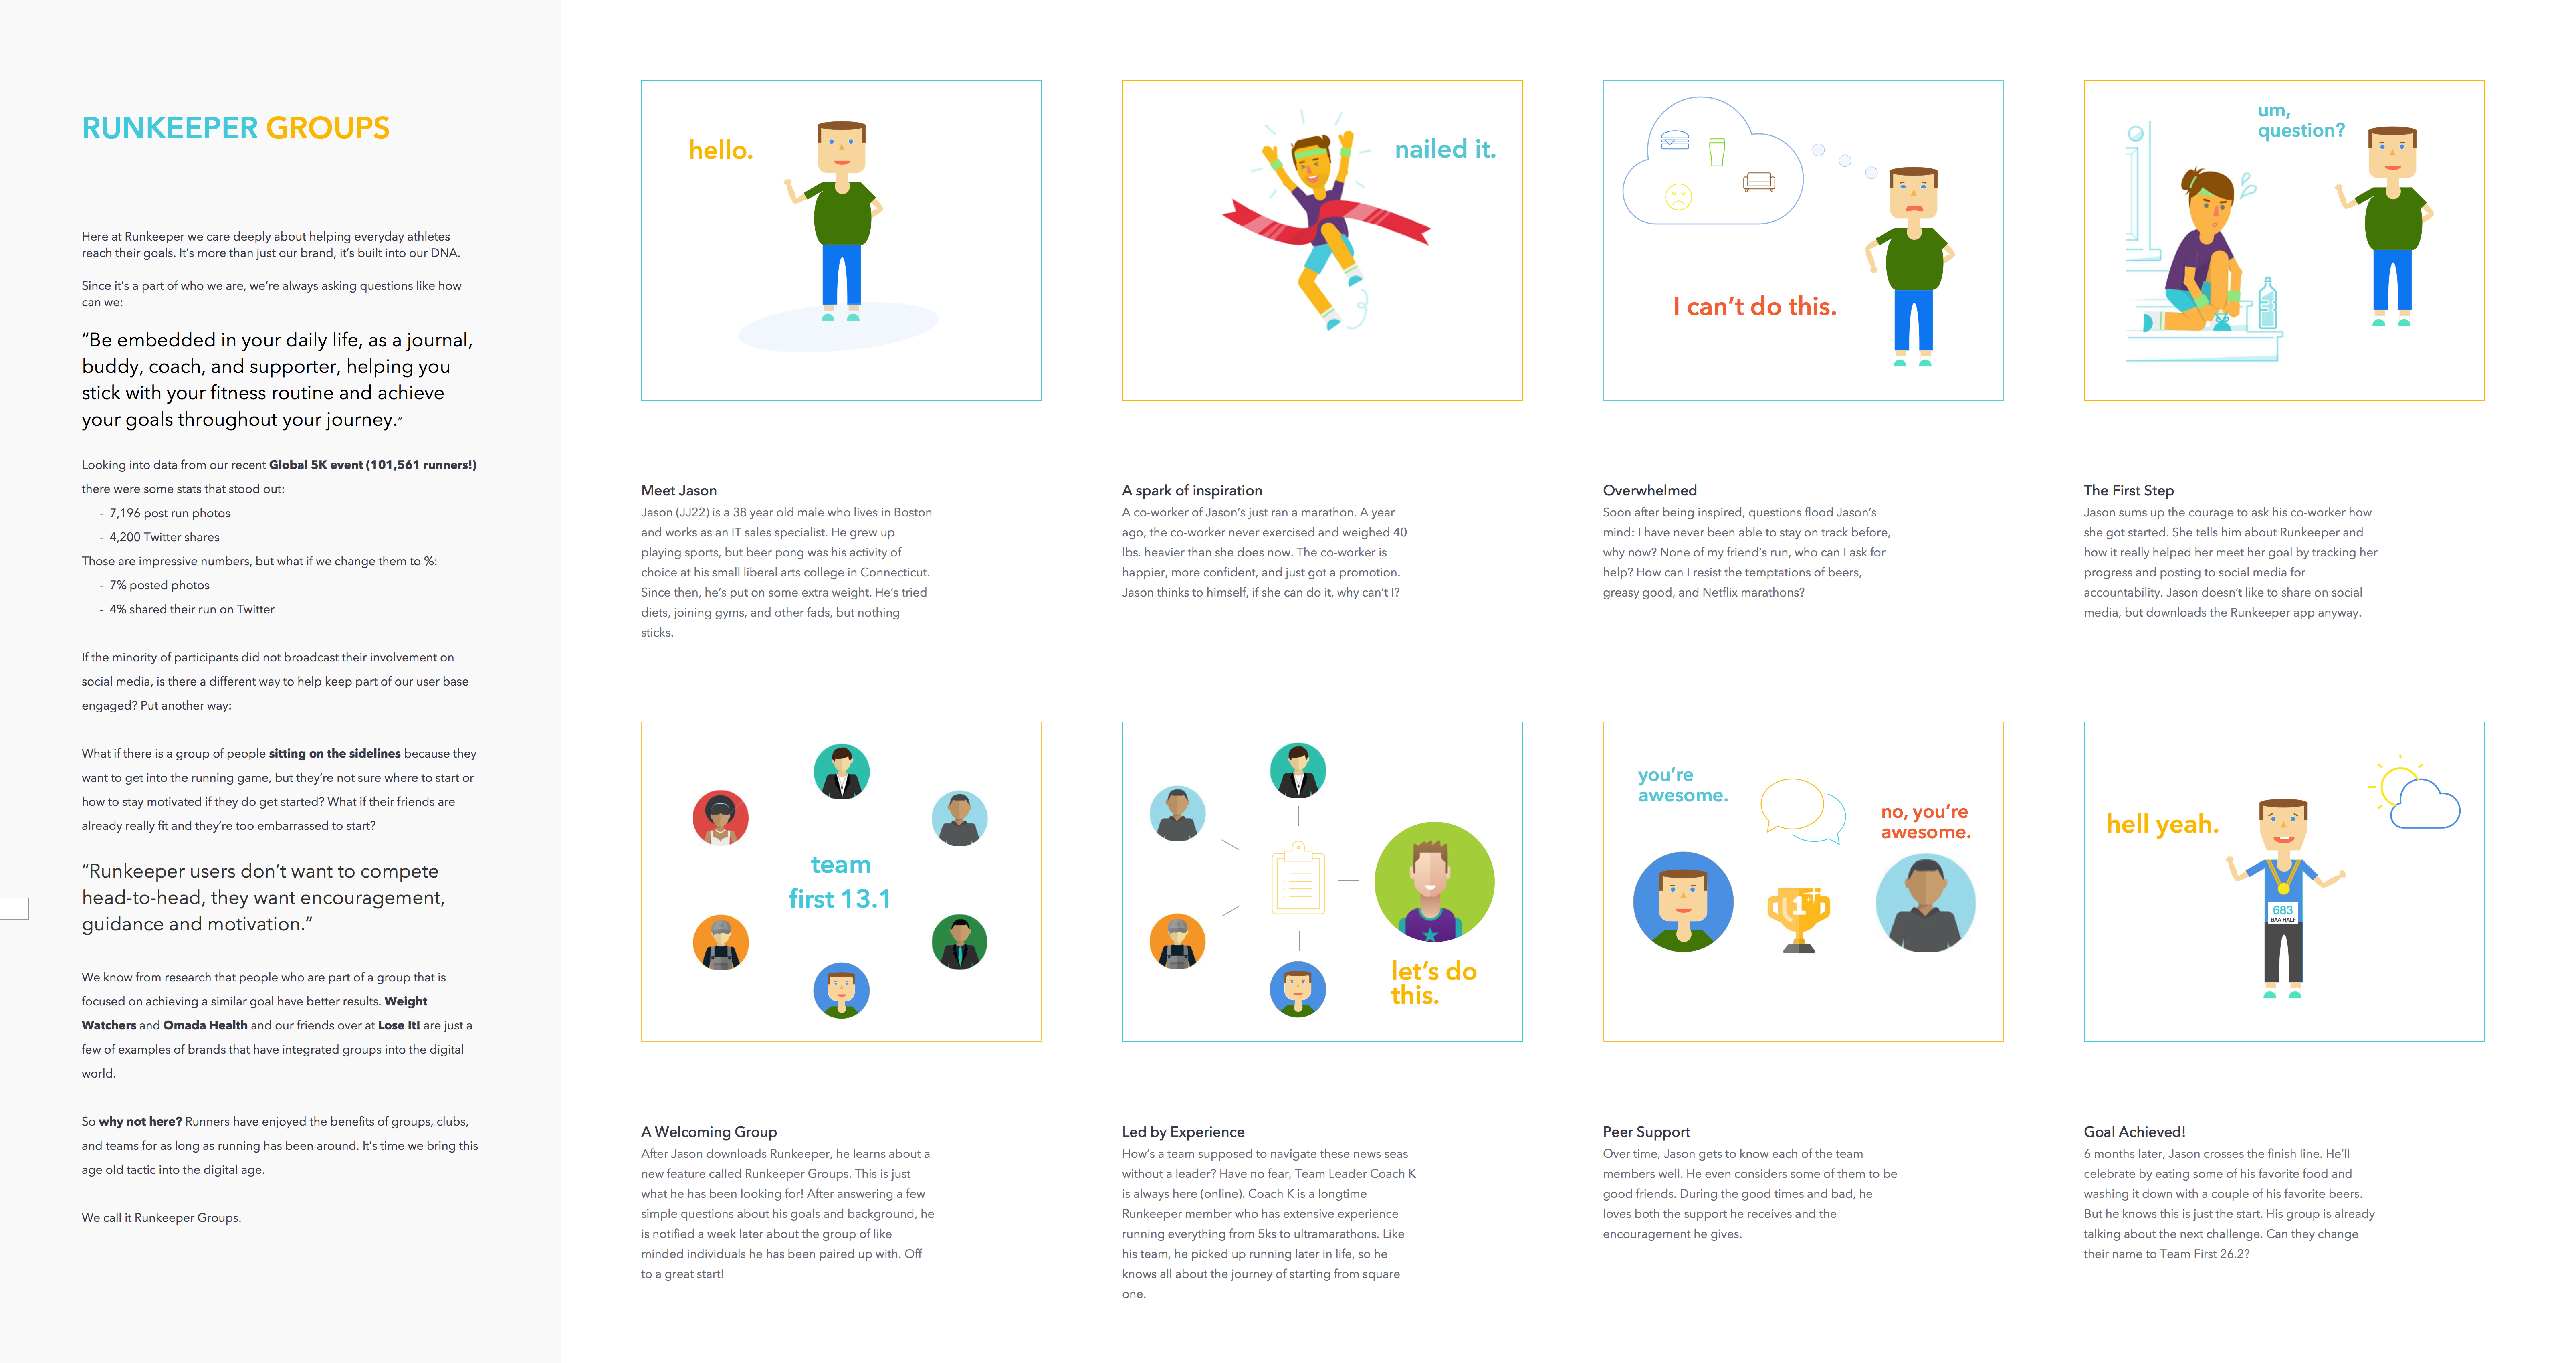 RUNKEEPER GROUPS
Here at Runkeeper we care deeply about helping everyday athletes
reach their goals. It’s more than just our brand, it’s built into our DNA.
Since it’s a part of who we are, we’re always asking questions like how
can we:
“Be embedded in your daily life, as a journal,
buddy, coach, and supporter, helping you
stick with your fitness routine and achieve
your goals throughout your journey.”
Looking into data from our recent Global 5K event (101,561 runners!)
there were some stats that stood out:
- 7,196 post run photos
- 4,200 Twitter shares
Those are impressive numbers, but what if we change them to %:
- 7% posted photos
- 4% shared their run on Twitter
If the minority of participants did not broadcast their involvement on
social media, is there a different way to help keep part of our user base
engaged? Put another way:
What if there is a group of people sitting on the sidelines because they
want to get into the running game, but they’re not sure where to start or
how to stay motivated if they do get started? What if their friends are
already really fit and they’re too embarrassed to start?
“Runkeeper users don’t want to compete
head-to-head, they want encouragement,
guidance and motivation.”
We know from research that people who are part of a group that is
focused on achieving a similar goal have better results. Weight
Watchers and Omada Health and our friends over at Lose It! are just a
few of examples of brands that have integrated groups into the digital
world.
So why not here? Runners have enjoyed the benefits of groups, clubs,
and teams for as long as running has been around. It’s time we bring this
age old tactic into the digital age.
We call it Runkeeper Groups.
hello.
Meet Jason
Jason (JJ22) is a 38 year old male who lives in Boston
and works as an IT sales specialist. He grew up
playing sports, but beer pong was his activity of
choice at his small liberal arts college in Connecticut.
Since then, he’s put on some extra weight. He’s tried
diets, joining gyms, and other fads, but nothing
sticks.
nailed it.
A spark of inspiration
A co-worker of Jason’s just ran a marathon. A year
ago, the co-worker never exercised and weighed 40
lbs. heavier than she does now. The co-worker is
happier, more confident, and just got a promotion.
Jason thinks to himself, if she can do it, why can’t I?
I can’t do this.
Overwhelmed
Soon after being inspired, questions flood Jason’s
mind: I have never been able to stay on track before,
why now? None of my friend’s run, who can I ask for
help? How can I resist the temptations of beers,
greasy good, and Netflix marathons?
um,
question?
The First Step
Jason sums up the courage to ask his co-worker how
she got started. She tells him about Runkeeper and
how it really helped her meet her goal by tracking her
progress and posting to social media for
accountability. Jason doesn’t like to share on social
media, but downloads the Runkeeper app anyway.
team
first 13.1
A Welcoming Group
After Jason downloads Runkeeper, he learns about a
new feature called Runkeeper Groups. This is just
what he has been looking for! After answering a few
simple questions about his goals and background, he
is notified a week later about the group of like
minded individuals he has been paired up with. Off
to a great start!
let’s do
this.
Led by Experience
How’s a team supposed to navigate these news seas
without a leader? Have no fear, Team Leader Coach K
is always here (online). Coach K is a longtime
Runkeeper member who has extensive experience
running everything from 5ks to ultramarathons. Like
his team, he picked up running later in life, so he
knows all about the journey of starting from square
one.
you’re
awesome.
no, you’re
awesome.
1
Peer Support
Over time, Jason gets to know each of the team
members well. He even considers some of them to be
good friends. During the good times and bad, he
loves both the support he receives and the
encouragement he gives.
hell yeah.
683
BAA HALF
Goal Achieved!
6 months later, Jason crosses the finish line. He’ll
celebrate by eating some of his favorite food and
washing it down with a couple of his favorite beers.
But he knows this is just the start. His group is already
talking about the next challenge. Can they change
their name to Team First 26.2?